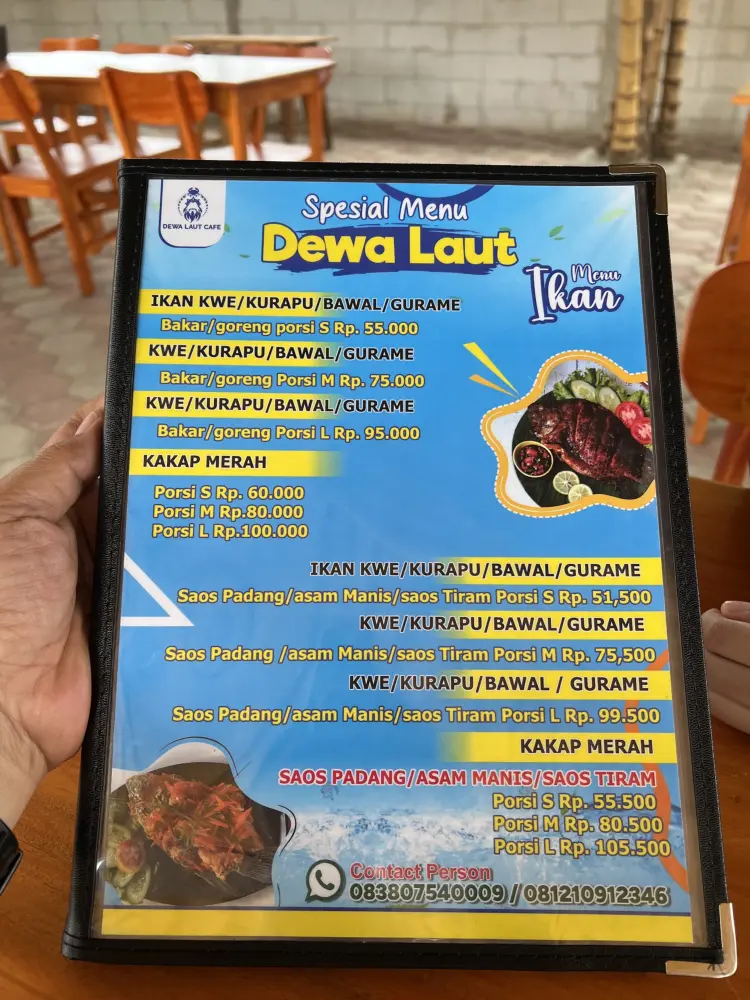 DEWA LAUT CAFE
Spesial Menu
Dewa Laut
Menu
Ikan
IKAN KWE/KURAPU/BAWAL/GURAME
Bakar/goreng porsi S Rp. 55.000
KWE/KURAPU/BAWAL/GURAME
Bakar/goreng Porsi M Rp. 75.000
KWE/KURAPU/BAWAL/GURAME
Bakar/goreng Porsi L Rp. 95.000
KAKAP MERAH
Porsi S Rp. 60.000
Porsi M Rp.80.000
Porsi L Rp.100.000
IKAN KWE/KURAPU/BAWAL/GURAME
Saos Padang/asam Manis/saos Tiram Porsi S Rp. 51,500
KWE/KURAPU/BAWAL/GURAME
Saos Padang /asam Manis/saos Tiram Porsi M Rp. 75,500
KWE/KURAPU/BAWAL / GURAME
Saos Padang/asam Manis/saos Tiram Porsi L Rp. 99.500
KAKAP MERAH
SAOS PADANG/ASAM MANIS/SAOS TIRAM
Porsi S Rp. 55.500
Porsi M Rp. 80.500
Porsi L Rp. 105.500
Contact Person
083807540009 / 081210912346